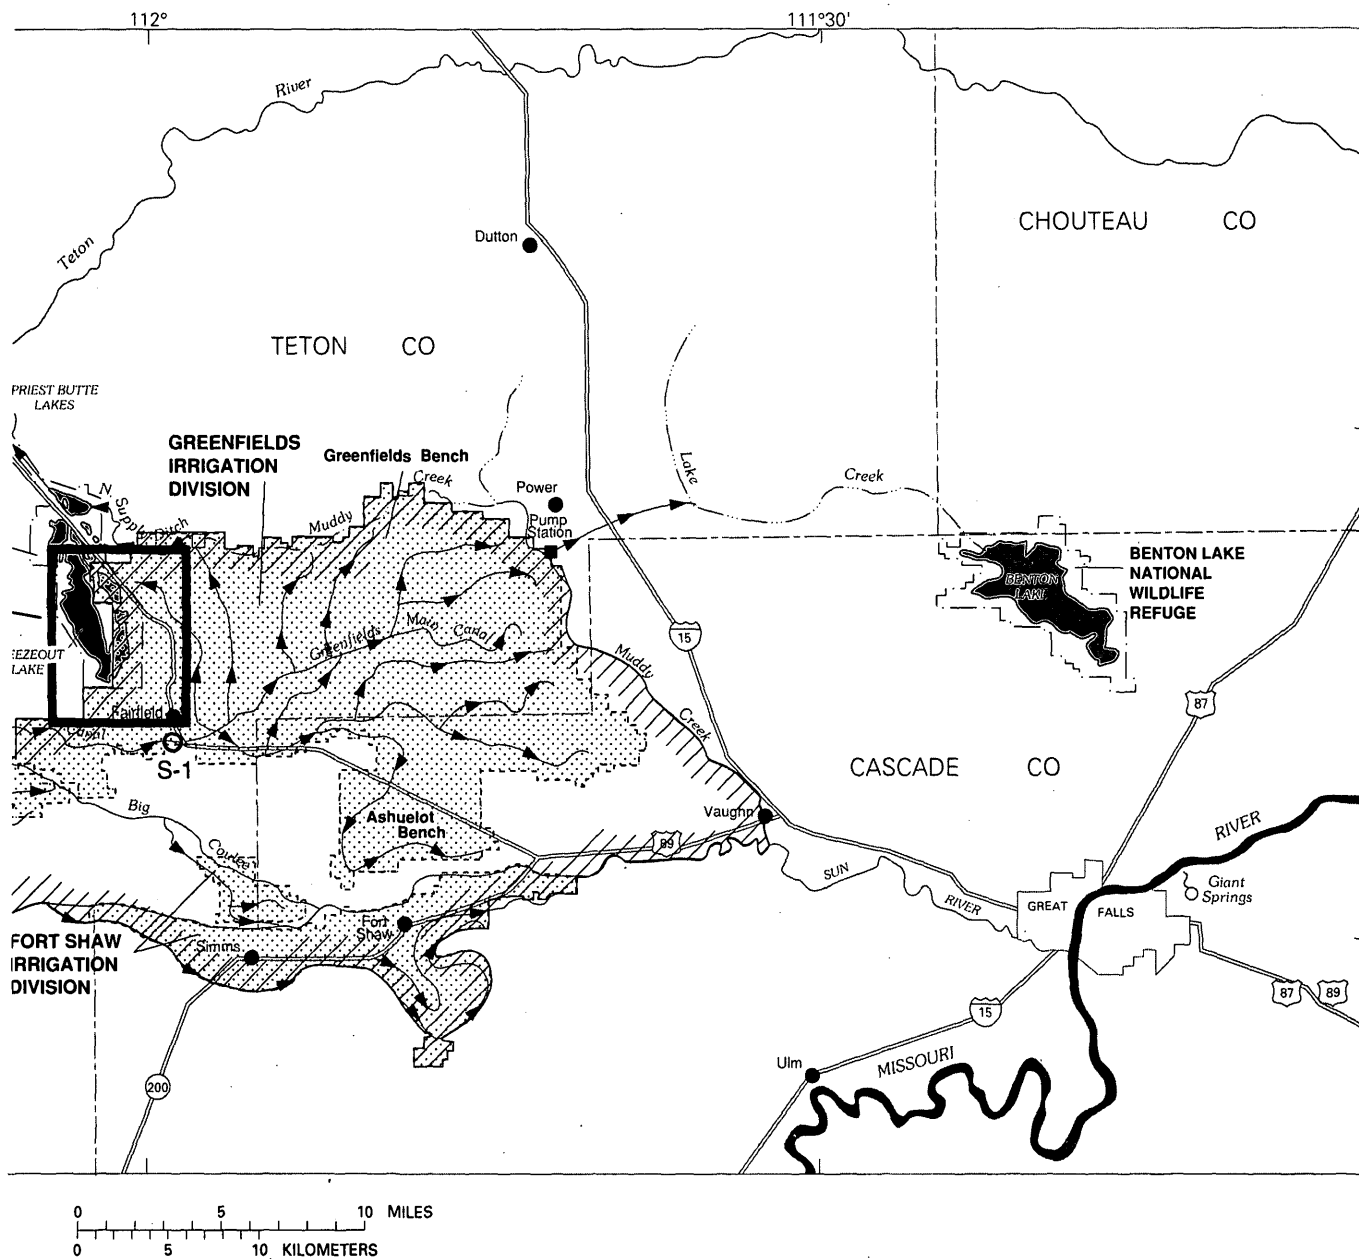 112°
111°30'
River
Teton
Dutton
CHOUTEAU CO
TETON CO
PRIEST BUTTE
LAKES
GREENFIELDS
IRRIGATION
DIVISION
Greenfields Bench
Creek
Muddy
N.
Supply
Ditch
Power
Pump
Station
Lake
Creek
BENTON
LAKE
BENTON LAKE
NATIONAL
WILDLIFE
REFUGE
EEZEOUT
LAKE
Greenfields
Main
Canal
15
Muddy
Creek
87
Fairfield
Canal
S-1
CASCADE CO
Big
Coulee
Ashuelot
Bench
Vaughn
89
SUN
RIVER
RIVER
Giant
Springs
GREAT
FALLS
FORT SHAW
IRRIGATION
DIVISION
Simms
Fort
Shaw
87
89
15
Ulm
MISSOURI
200
0 5 10 MILES
0 5 10 KILOMETERS